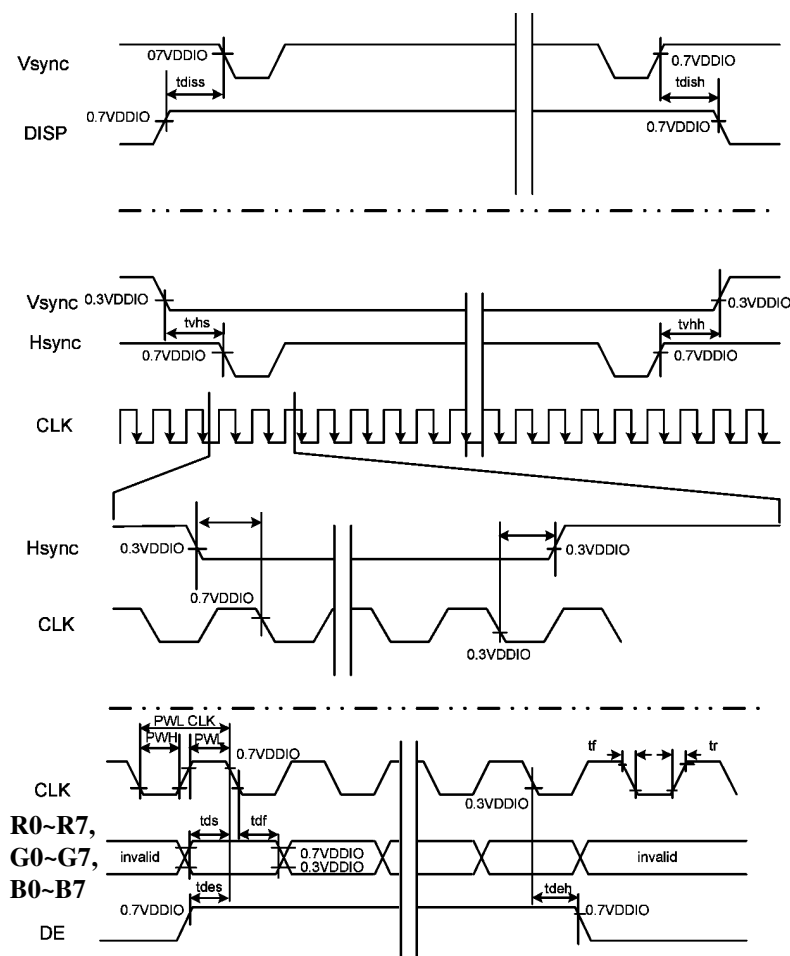 Vsync
07VDDIO
0.7VDDIO
tdiss
tdish
0.7VDDIO
0.7VDDIO
DISP
Vsync
0.3VDDIO
0.3VDDIO
tvhs
tvhh
Hsync
0.7VDDIO
0.7VDDIO
CLK
Hsync
0.3VDDIO
0.3VDDIO
0.7VDDIO
CLK
0.3VDDIO
PWL CLK
PWH
PWL
0.7VDDIO
tf
tr
CLK
0.3VDDIO
R0~R7,
G0~G7,
B0~B7
tds
tdf
invalid
0.7VDDIO
0.3VDDIO
invalid
tdes
tdeh
0.7VDDIO
0.7VDDIO
DE